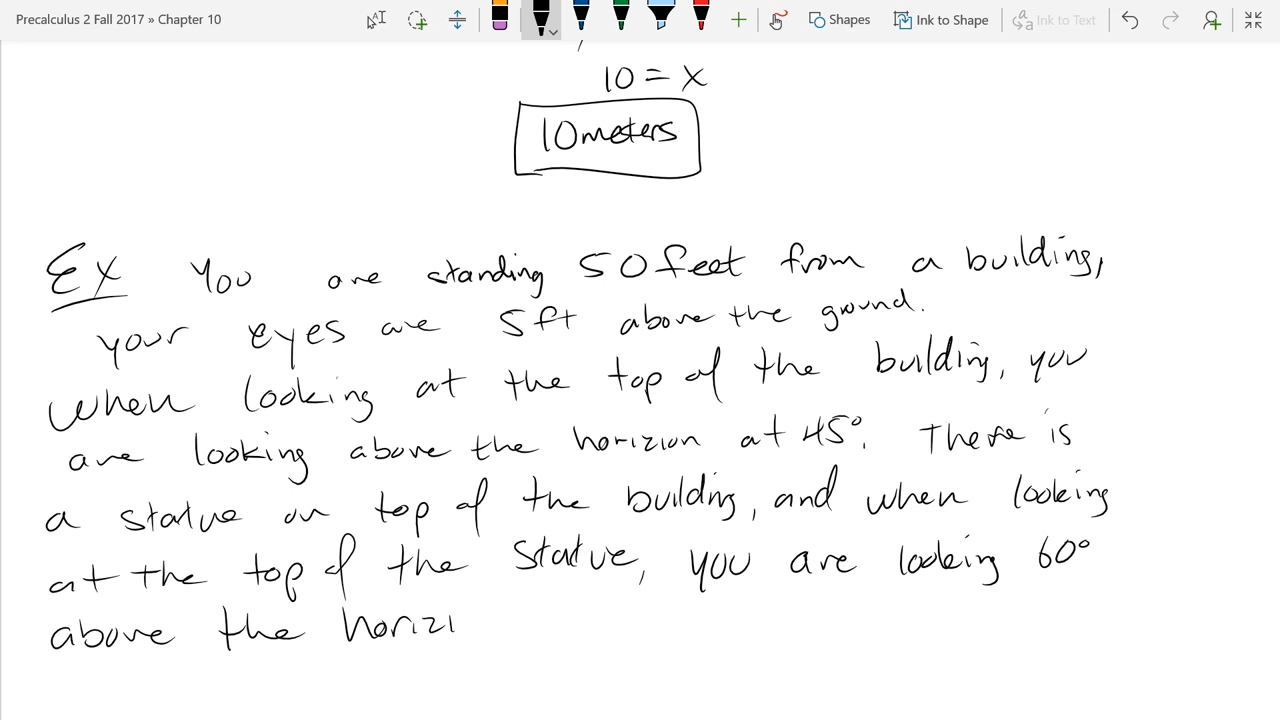 Precalculus 2 Fall 2017 » Chapter 10
Shapes
Ink to Shape
Ink to Text
10 = x
10 meters
Ex You are standing 50 feet from a building,
your eyes are 5ft above the ground.
When looking at the top of the building, you
are looking above the horizion at 45°. There is
a statue on top of the building, and when looking
at the top of the statue, you are looking 60°
above the horizi